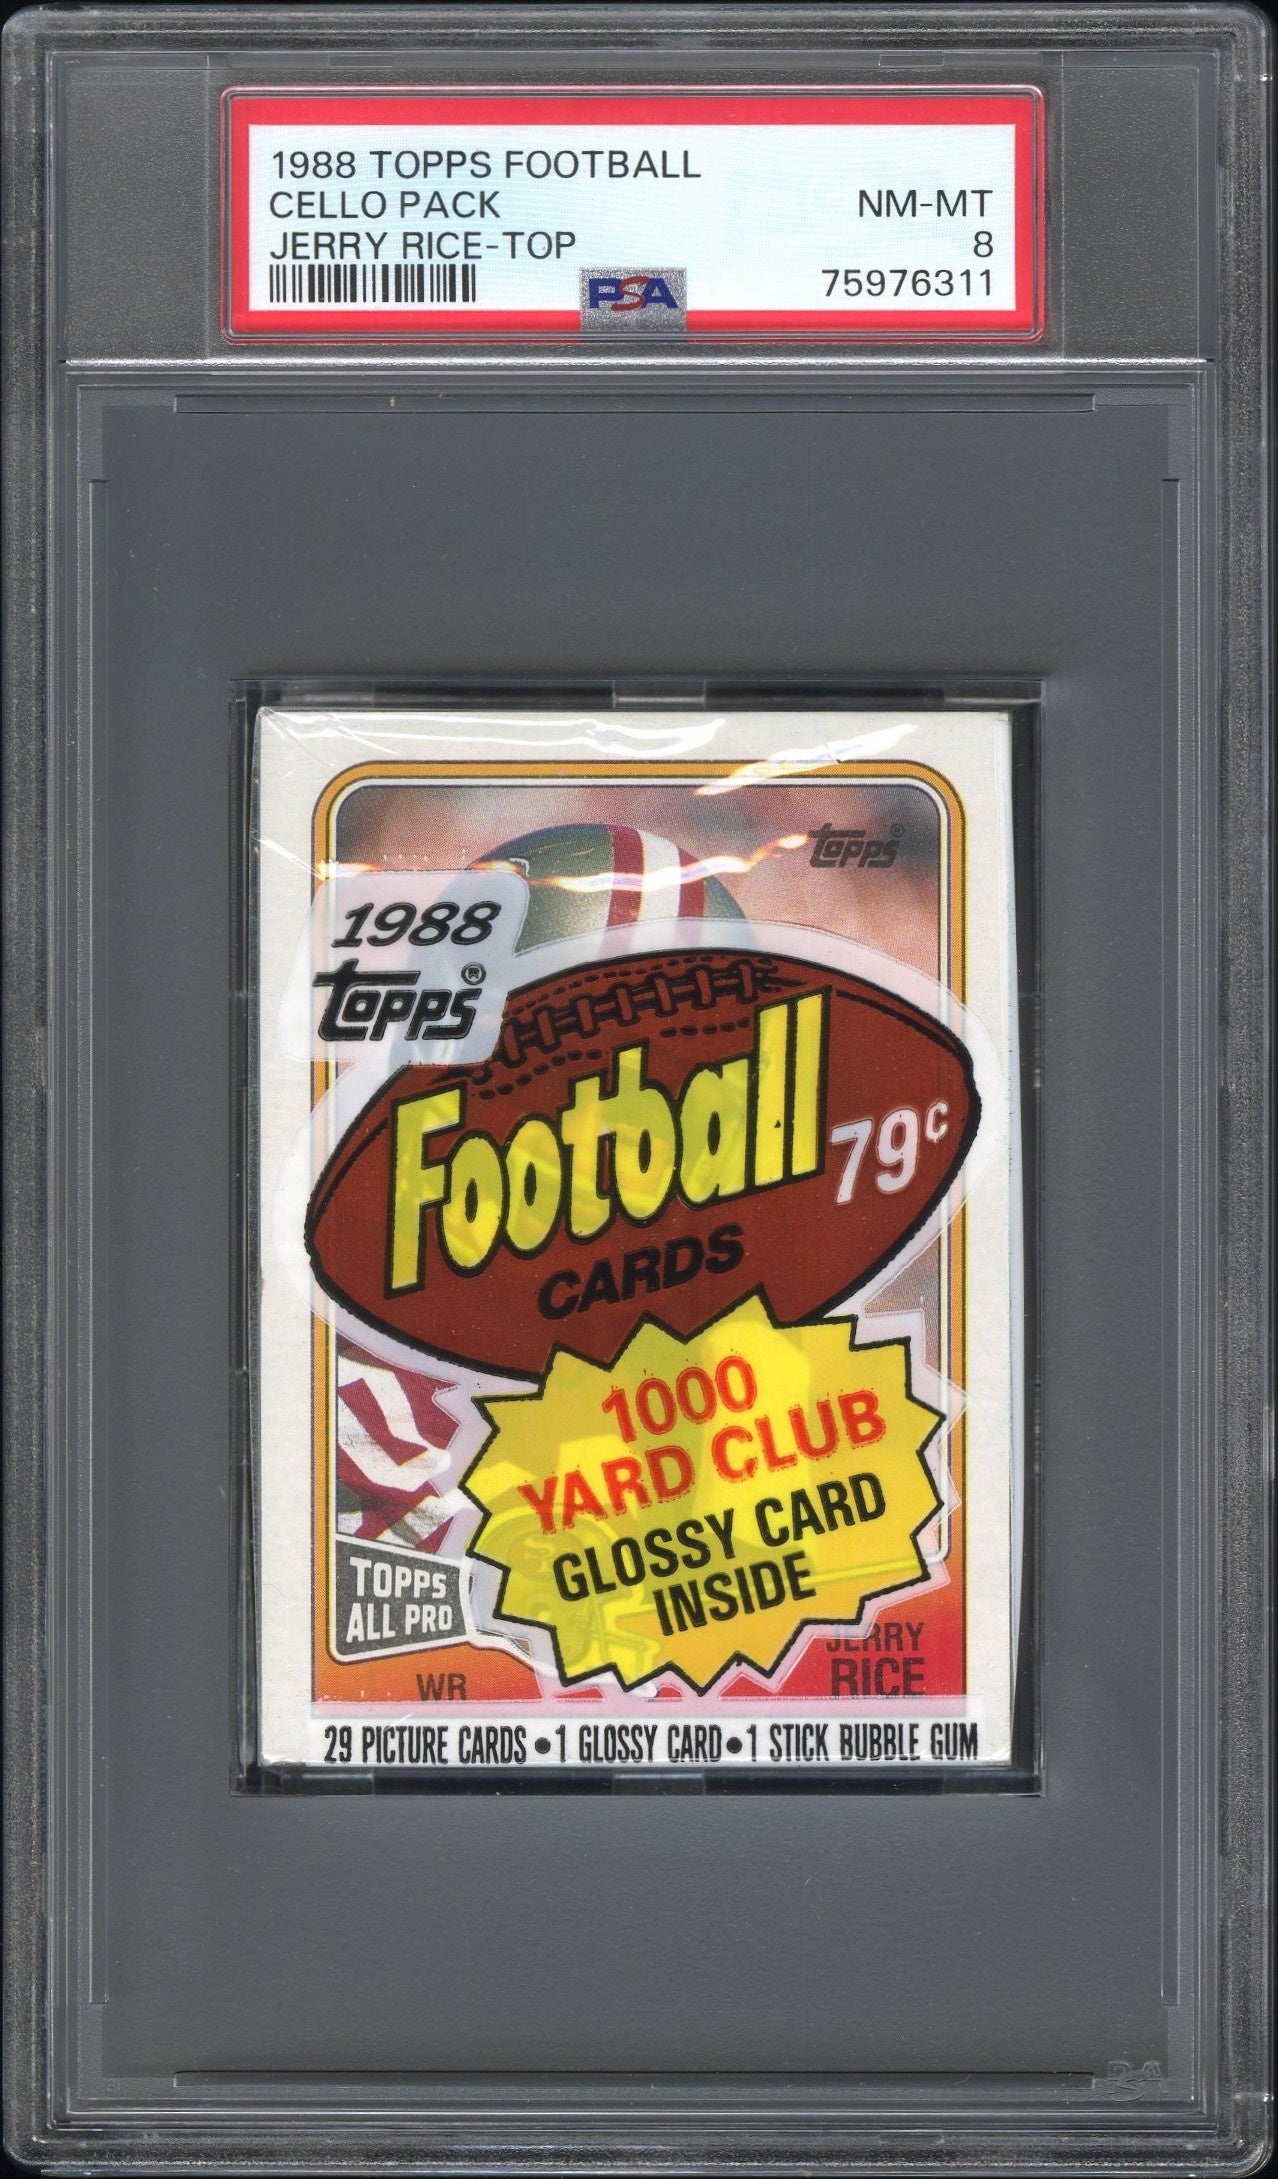 1988 TOPPS FOOTBALL
CELLO PACK
NM-MT
JERRY RICE-TOP
8
75976311
PSA
Topps®
1988
Topps®
Football
79¢
CARDS
1000
YARD CLUB
GLOSSY CARD
INSIDE
TOPPS
ALL PRO
WR
JERRY
RICE
29 PICTURE CARDS • 1 GLOSSY CARD • 1 STICK BUBBLE GUM
PSA